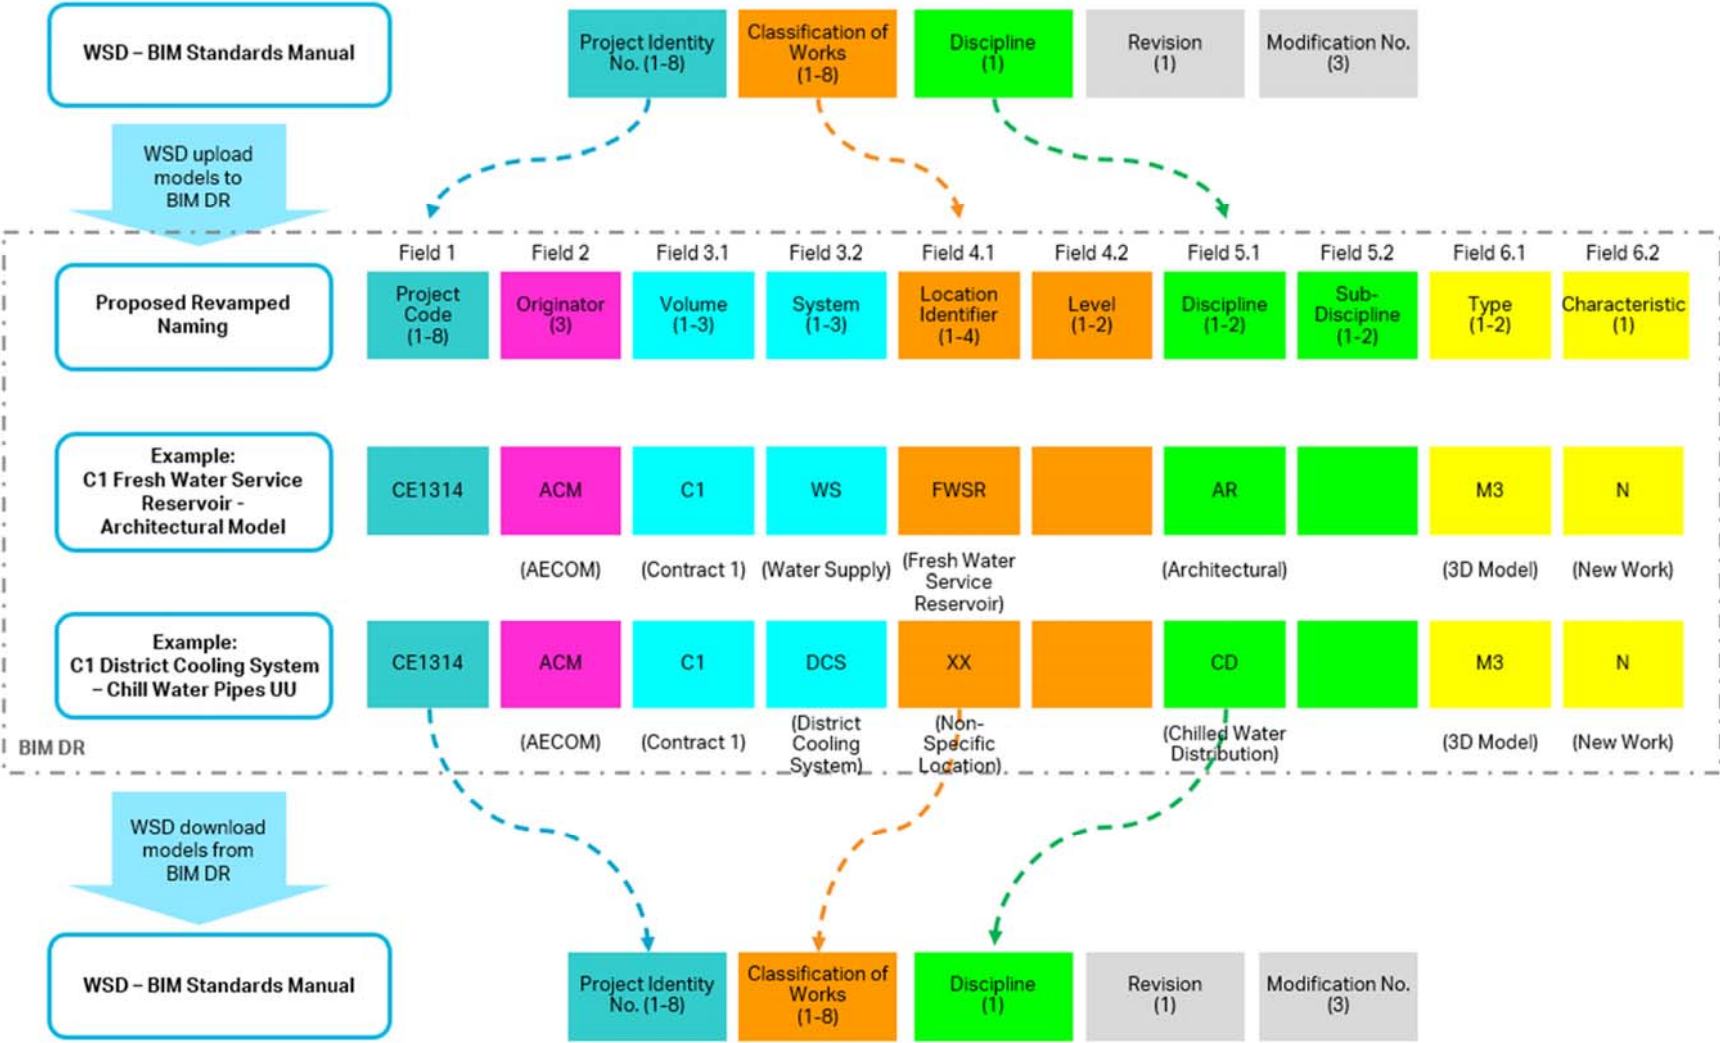 WSD – BIM Standards Manual
Project Identity
No. (1-8)
Classification of
Works
(1-8)
Discipline
(1)
Revision
(1)
Modification No.
(3)
WSD upload
models to
BIM DR
Field 1
Field 2
Field 3.1
Field 3.2
Field 4.1
Field 4.2
Field 5.1
Field 5.2
Field 6.1
Field 6.2
Proposed Revamped
Naming
Project
Code
(1-8)
Originator
(3)
Volume
(1-3)
System
(1-3)
Location
Identifier
(1-4)
Level
(1-2)
Discipline
(1-2)
Sub-
Discipline
(1-2)
Type
(1-2)
Characteristic
(1)
Example:
C1 Fresh Water Service
Reservoir -
Architectural Model
CE1314
ACM
C1
WS
FWSR
AR
M3
N
(AECOM)
(Contract 1)
(Water Supply)
(Fresh Water
Service
Reservoir)
(Architectural)
(3D Model)
(New Work)
Example:
C1 District Cooling System
– Chill Water Pipes UU
CE1314
ACM
C1
DCS
XX
CD
M3
N
(AECOM)
(Contract 1)
(District
Cooling
System)
(Non-
Specific
Location)
(Chilled Water
Distribution)
(3D Model)
(New Work)
BIM DR
WSD download
models from
BIM DR
WSD – BIM Standards Manual
Project Identity
No. (1-8)
Classification of
Works
(1-8)
Discipline
(1)
Revision
(1)
Modification No.
(3)